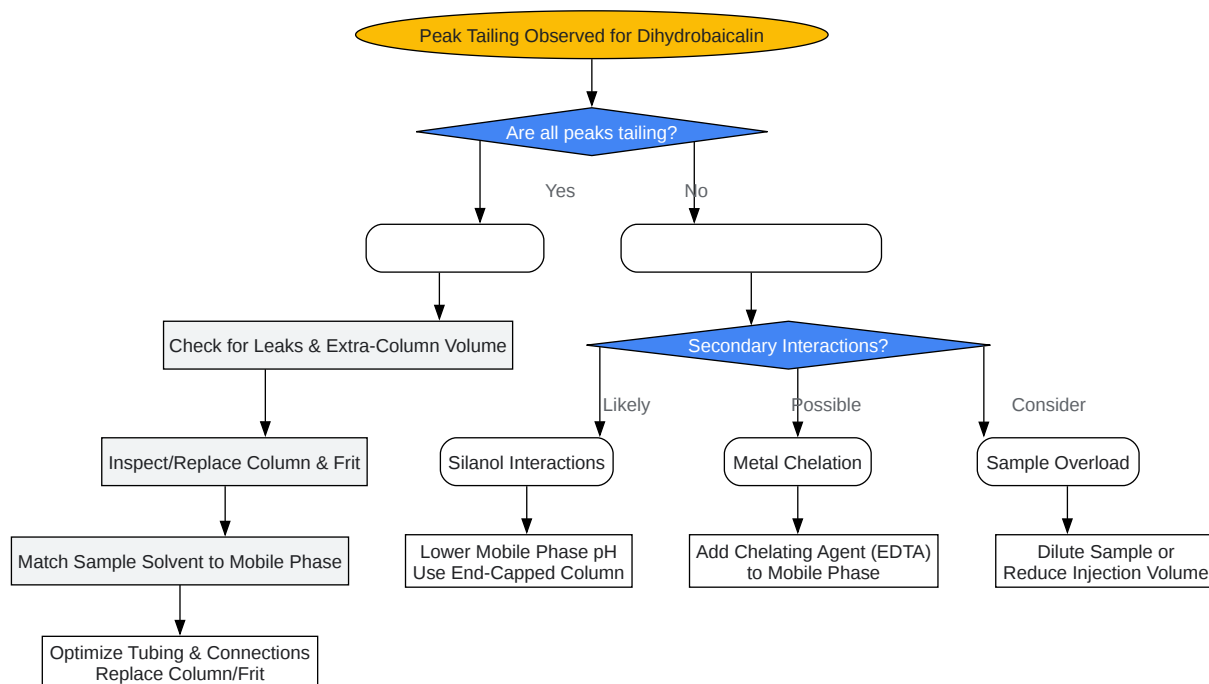 Peak Tailing Observed for Dihydrobaicalin
Are all peaks tailing?
Yes
No
Check for Leaks & Extra-Column Volume
Secondary Interactions?
Likely
Possible
Consider
Inspect/Replace Column & Frit
Silanol Interactions
Metal Chelation
Sample Overload
Match Sample Solvent to Mobile Phase
Lower Mobile Phase pH
Use End-Capped Column
Add Chelating Agent (EDTA)
to Mobile Phase
Dilute Sample or
Reduce Injection Volume
Optimize Tubing & Connections
Replace Column/Frit